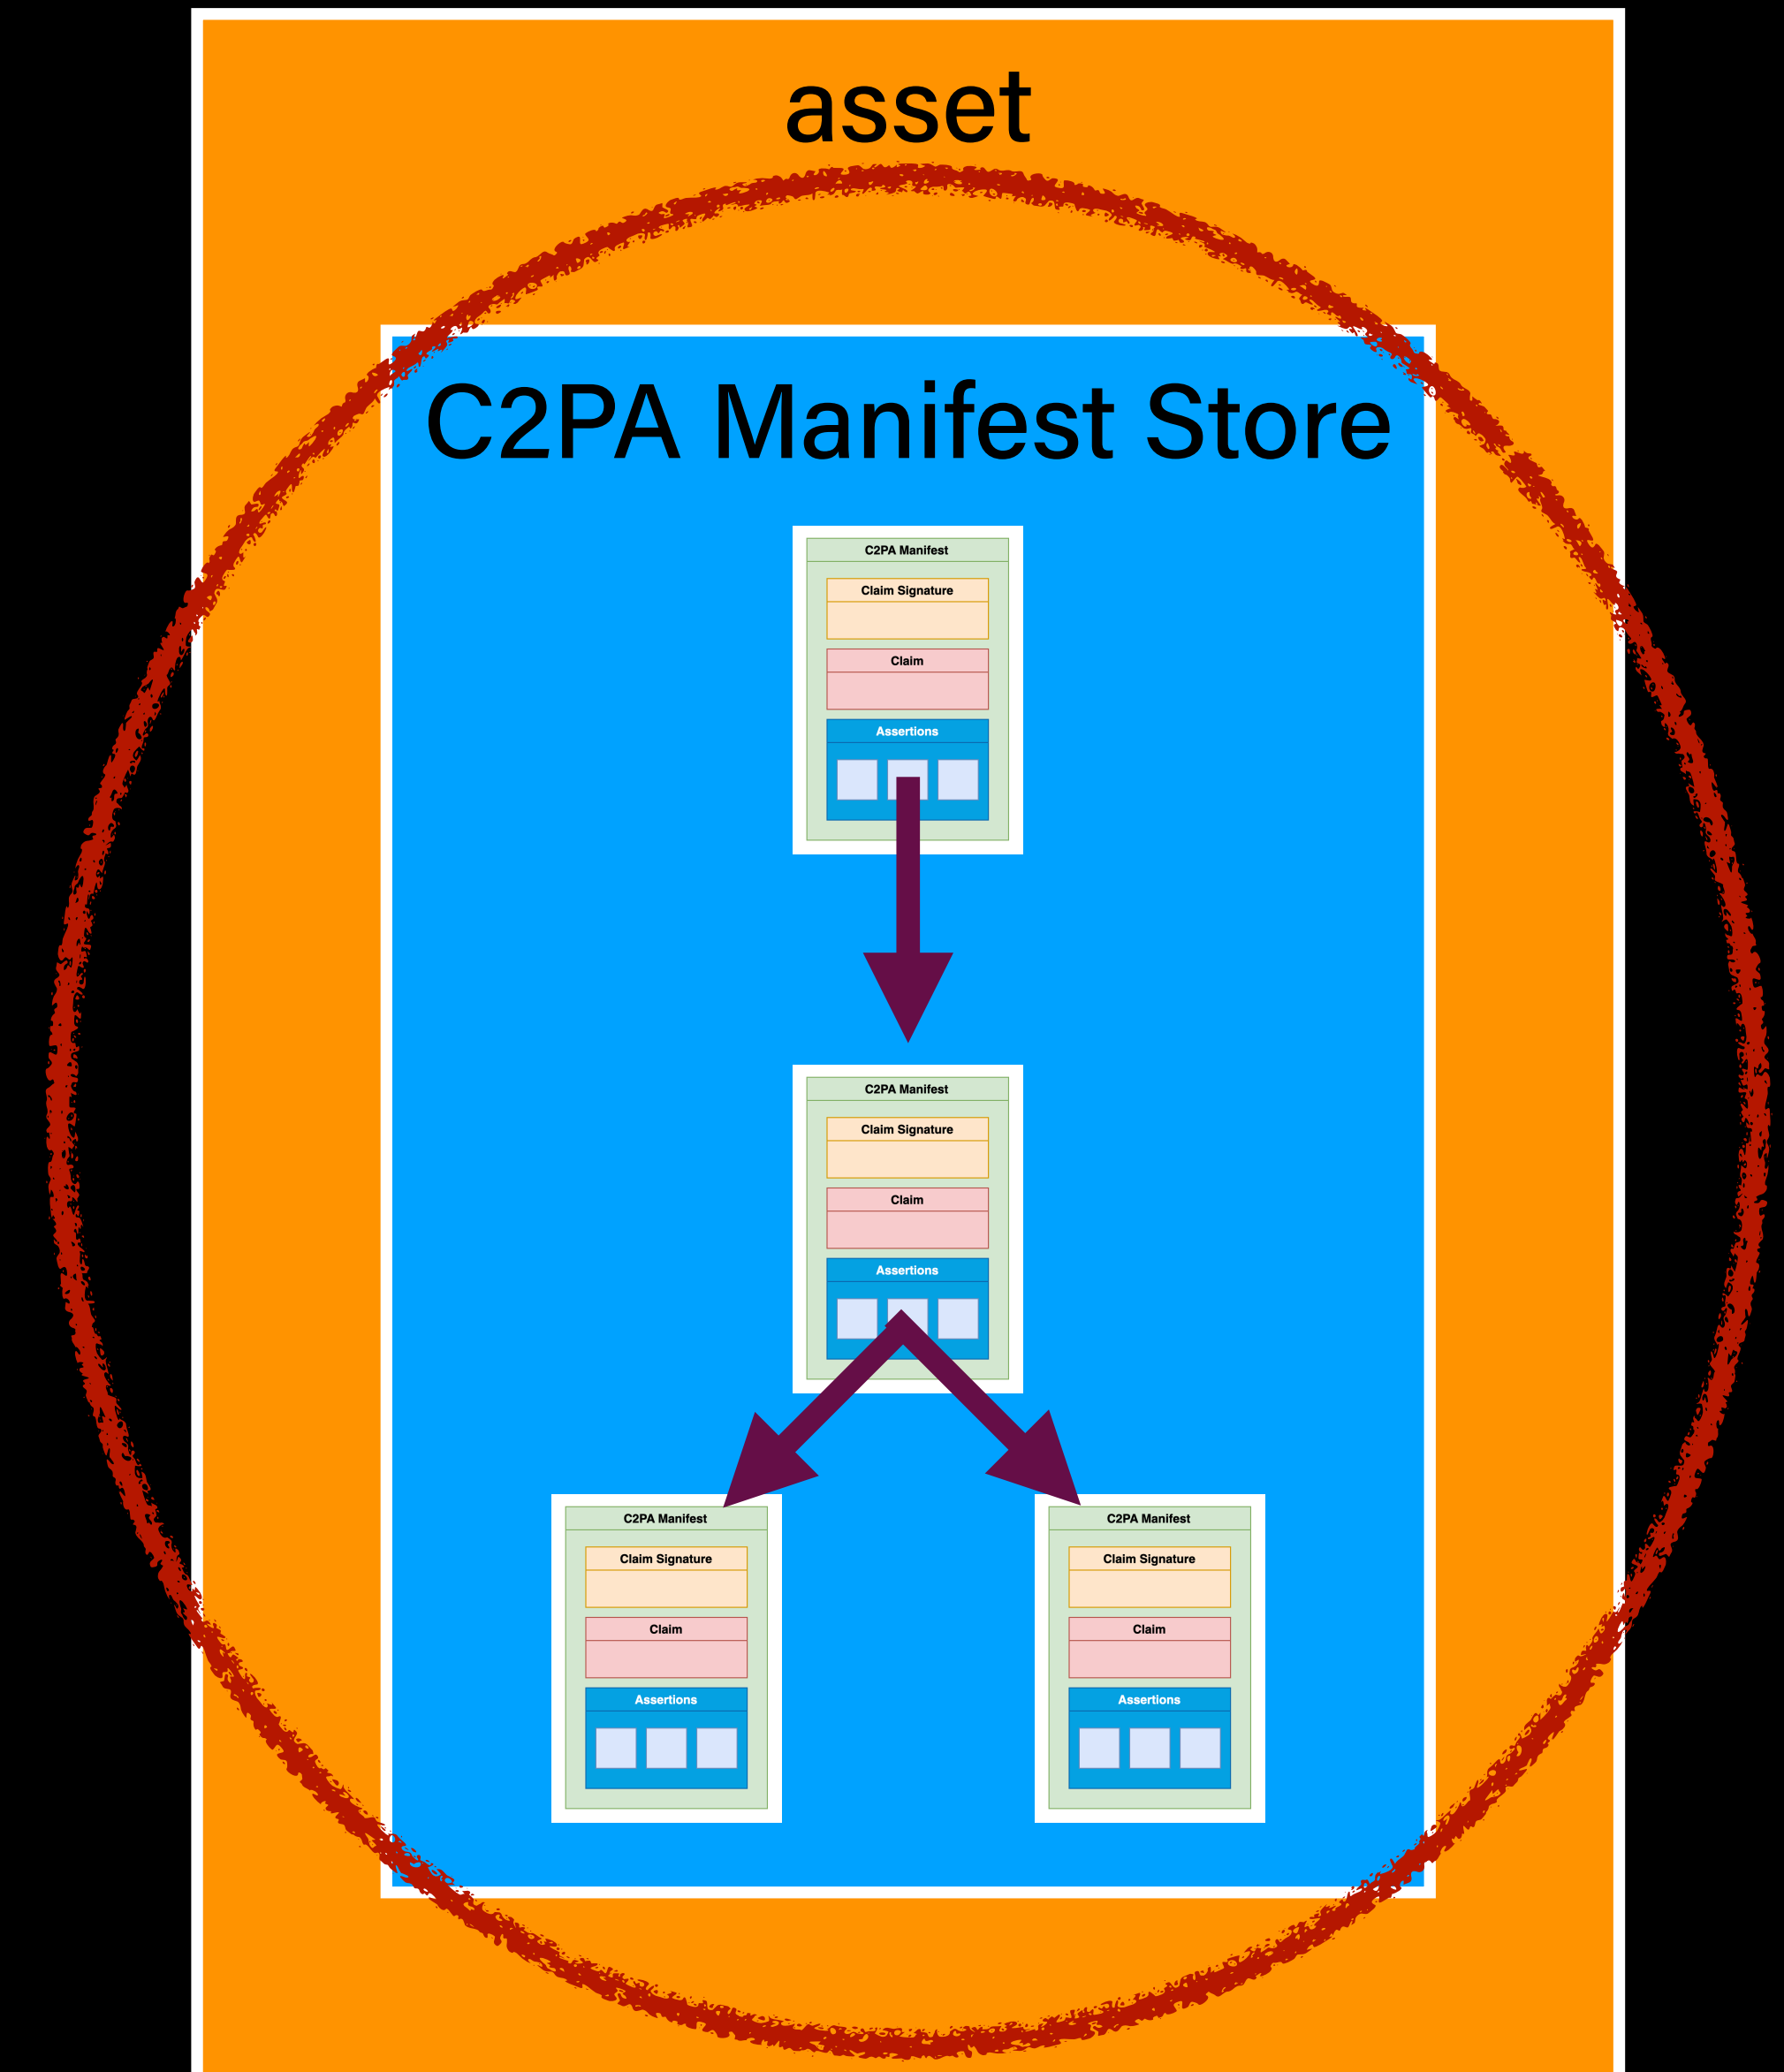 asset
C2PA Manifest Store
C2PA Manifest
Claim Signature
Claim
Assertions
C2PA Manifest
Claim Signature
Claim
Assertions
C2PA Manifest
Claim Signature
Claim
Assertions
C2PA Manifest
Claim Signature
Claim
Assertions